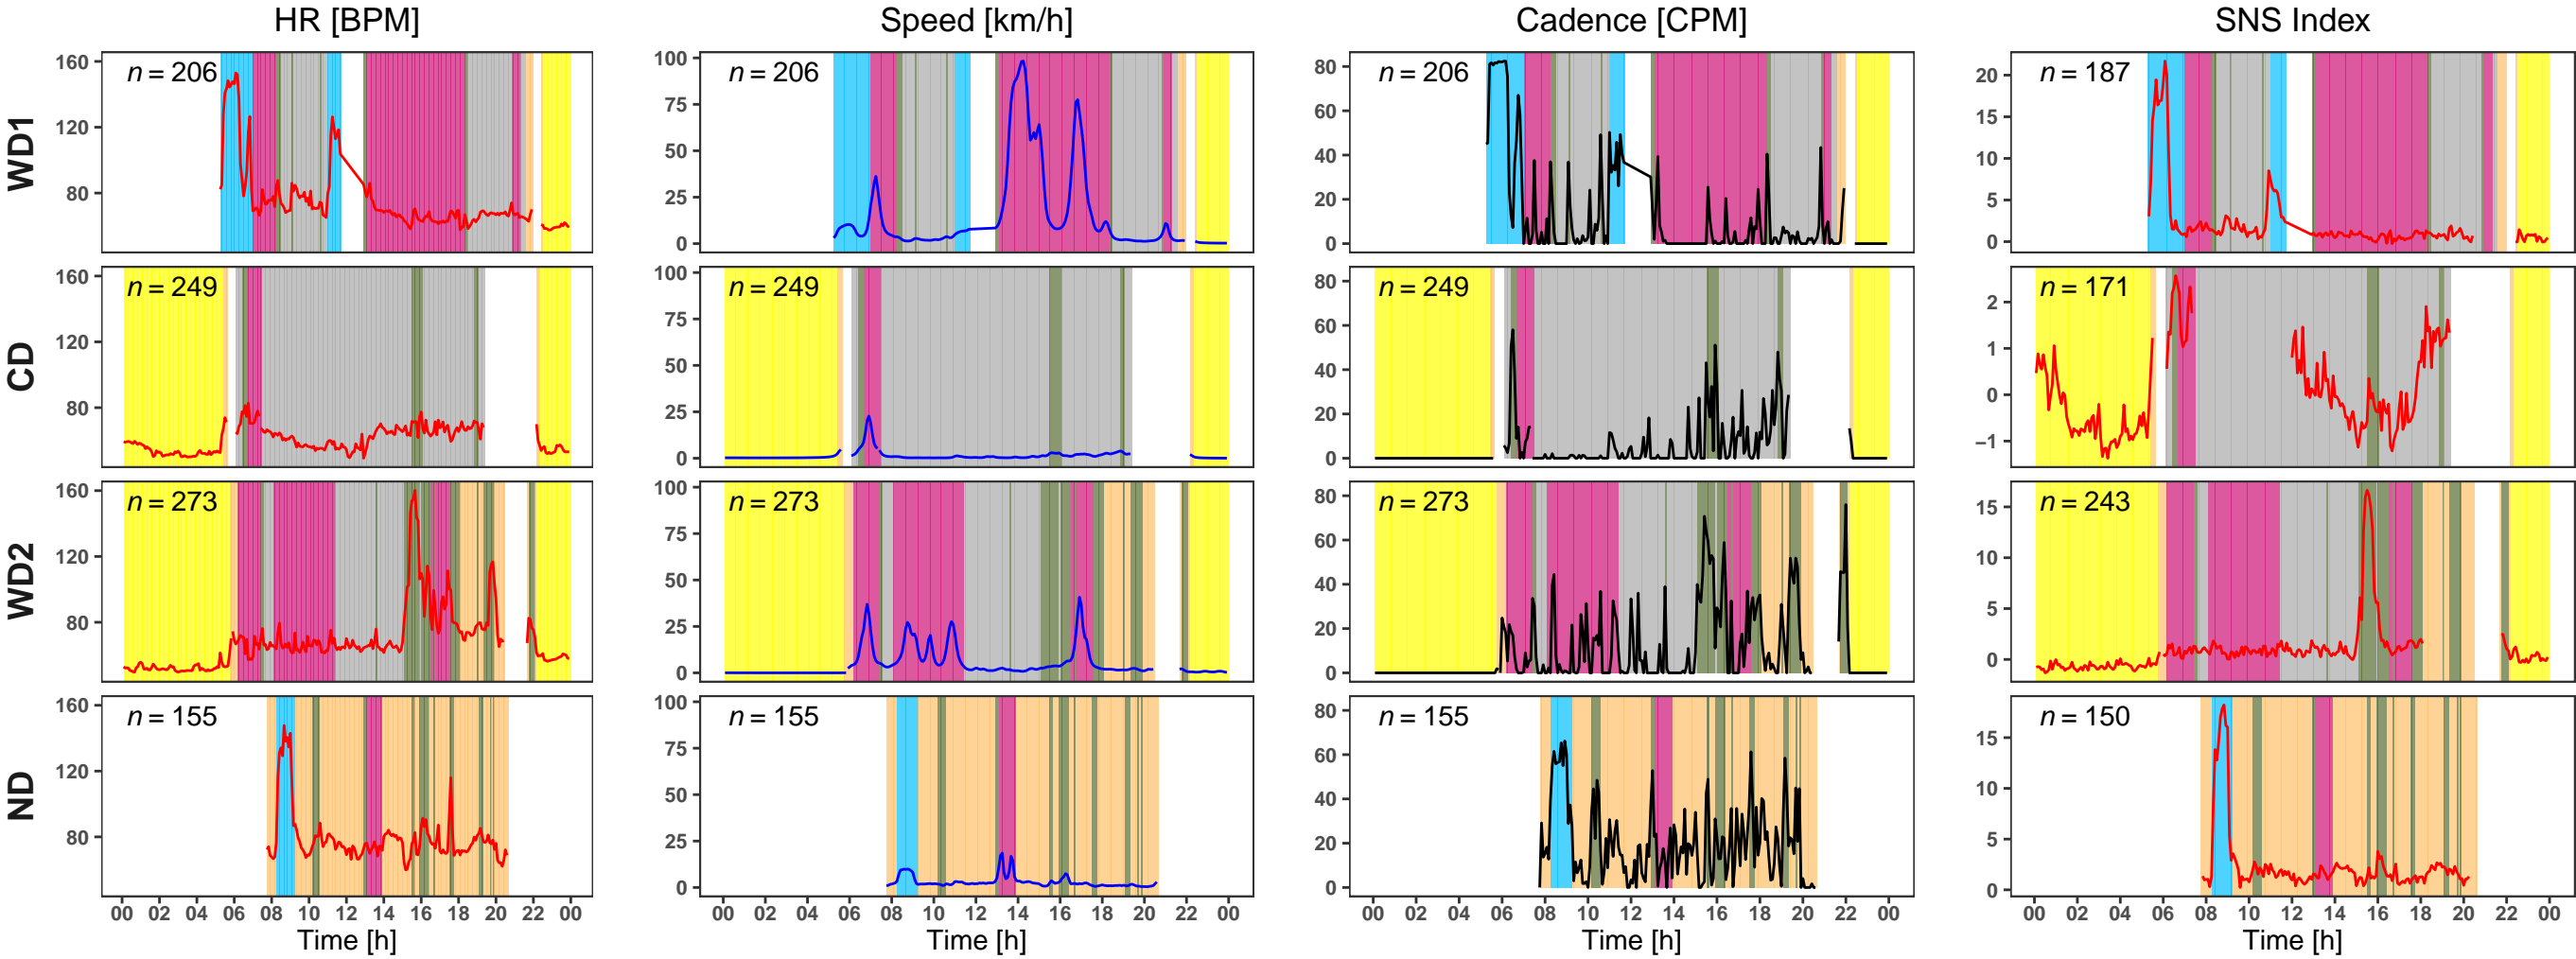 HR [BPM] Speed [km/h] Cadence [CPM] SNS Index
WD1
160 120 80
n = 206
100 75 50 25 0
n = 206
80 60 40 20 0
n = 206
20 15 10 5 0
n = 187
CD
160 120 80
n = 249
100 75 50 25 0
n = 249
80 60 40 20 0
n = 249
2 1 0 −1
n = 171
WD2
160 120 80
n = 273
100 75 50 25 0
n = 273
80 60 40 20 0
n = 273
15 10 5 0
n = 243
ND
160 120 80
n = 155
100 75 50 25 0
n = 155
80 60 40 20 0
n = 155
15 10 5 0
n = 150
00 02 04 06 08 10 12 14 16 18 20 22 00
00 02 04 06 08 10 12 14 16 18 20 22 00
00 02 04 06 08 10 12 14 16 18 20 22 00
00 02 04 06 08 10 12 14 16 18 20 22 00
Time [h] Time [h] Time [h] Time [h]